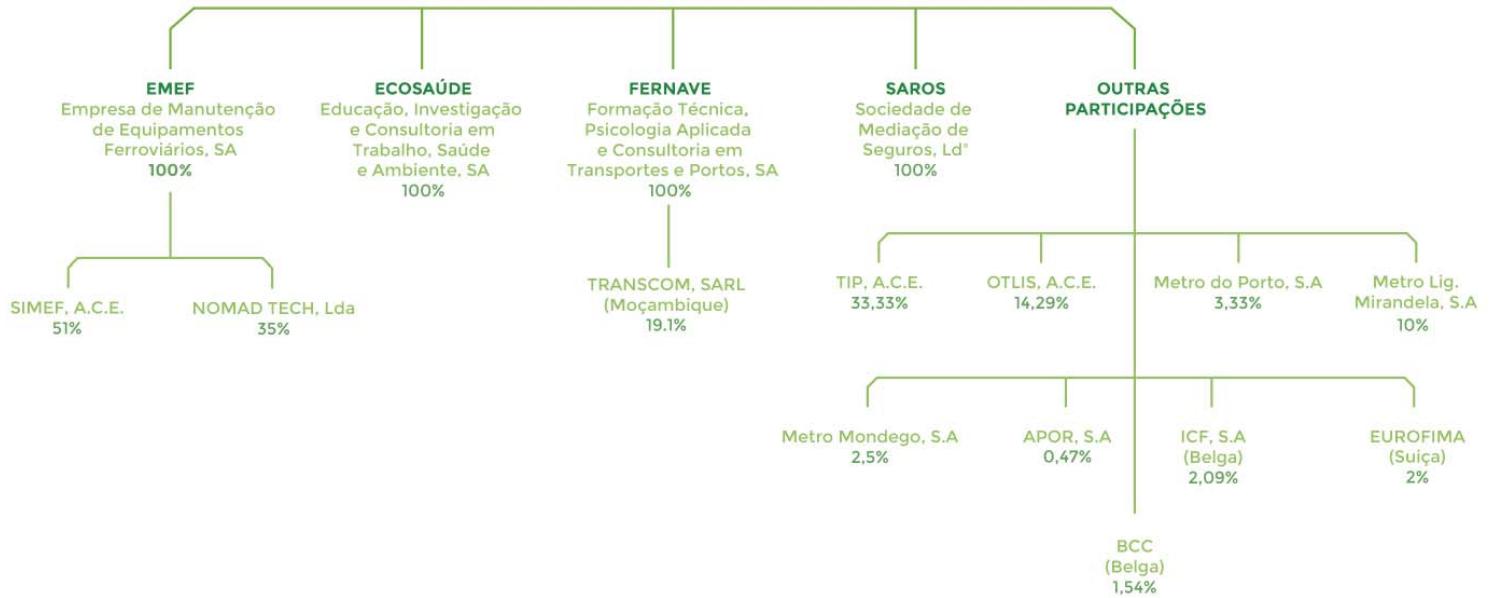 EMEF
Empresa de Manutenção
de Equipamentos
Ferroviários, SA
100%
ECOSAÚDE
Educação, Investigação
e Consultoria em
Trabalho, Saúde
e Ambiente, SA
100%
FERNAVE
Formação Técnica,
Psicologia Aplicada
e Consultoria em
Transportes e Portos, SA
100%
SAROS
Sociedade de
Mediação de
Seguros, Ldª
100%
OUTRAS
PARTICIPAÇÕES
SIMEF, A.C.E.
51%
NOMAD TECH, Lda
35%
TRANSCOM, SARL
(Moçambique)
19.1%
TIP, A.C.E.
33,33%
OTLIS, A.C.E.
14,29%
Metro do Porto, S.A
3,33%
Metro Lig.
Mirandela, S.A
10%
Metro Mondego, S.A
2,5%
APOR, S.A
0,47%
ICF, S.A
(Belga)
2,09%
EUROFIMA
(Suiça)
2%
BCC
(Belga)
1,54%